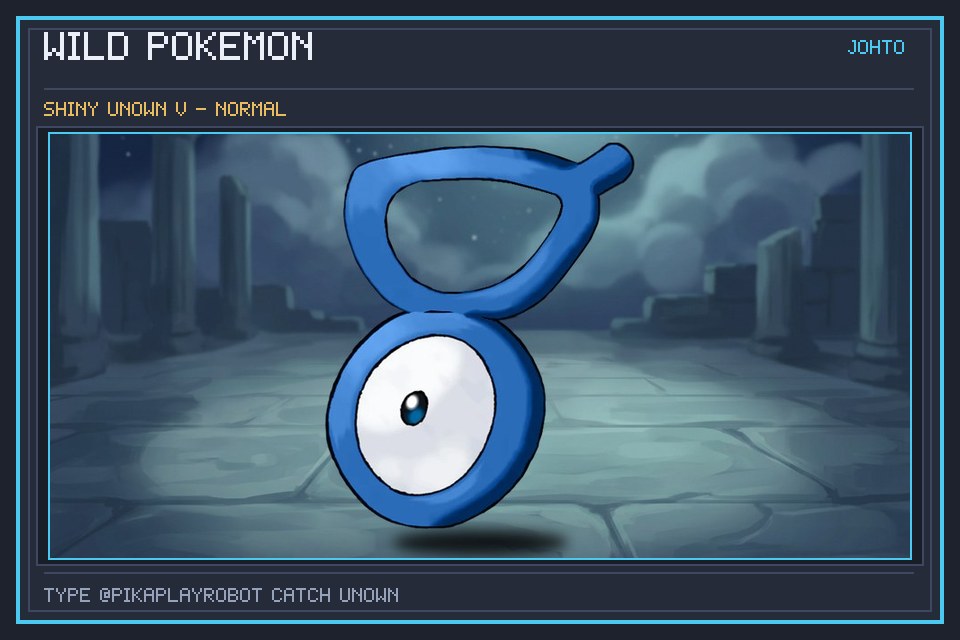 WILD POKEMON
JOHTO
SHINY UNOWN V - NORMAL
TYPE @PIKAPLAYROBOT CATCH UNOWN